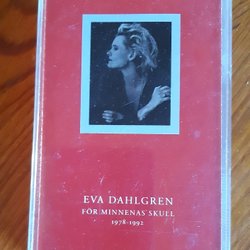 EVA DAHLGREN
FÖR MINNENAS SKULL
1978-1992